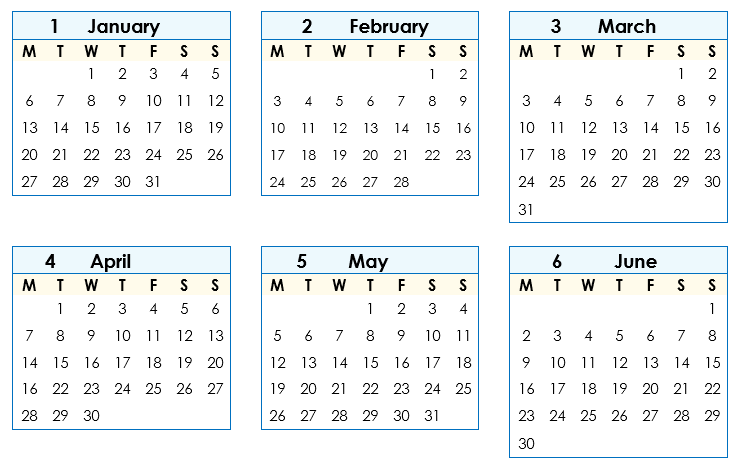 1 January
M T W T F S S
1 2 3 4 5
6 7 8 9 10 11 12
13 14 15 16 17 18 19
20 21 22 23 24 25 26
27 28 29 30 31
2 February
M T W T F S S
1 2
3 4 5 6 7 8 9
10 11 12 13 14 15 16
17 18 19 20 21 22 23
24 25 26 27 28
3 March
M T W T F S S
1 2
3 4 5 6 7 8 9
10 11 12 13 14 15 16
17 18 19 20 21 22 23
24 25 26 27 28 29 30
31
4 April
M T W T F S S
1 2 3 4 5 6
7 8 9 10 11 12 13
14 15 16 17 18 19 20
16 22 23 24 25 26 27
28 29 30
5 May
M T W T F S S
1 2 3 4
5 6 7 8 9 10 11
12 13 14 15 16 17 18
19 20 21 22 23 24 25
26 27 28 29 30 31
6 June
M T W T F S S
1
2 3 4 5 6 7 8
9 10 11 12 13 14 15
16 17 18 19 20 21 22
23 24 25 26 27 28 29
30